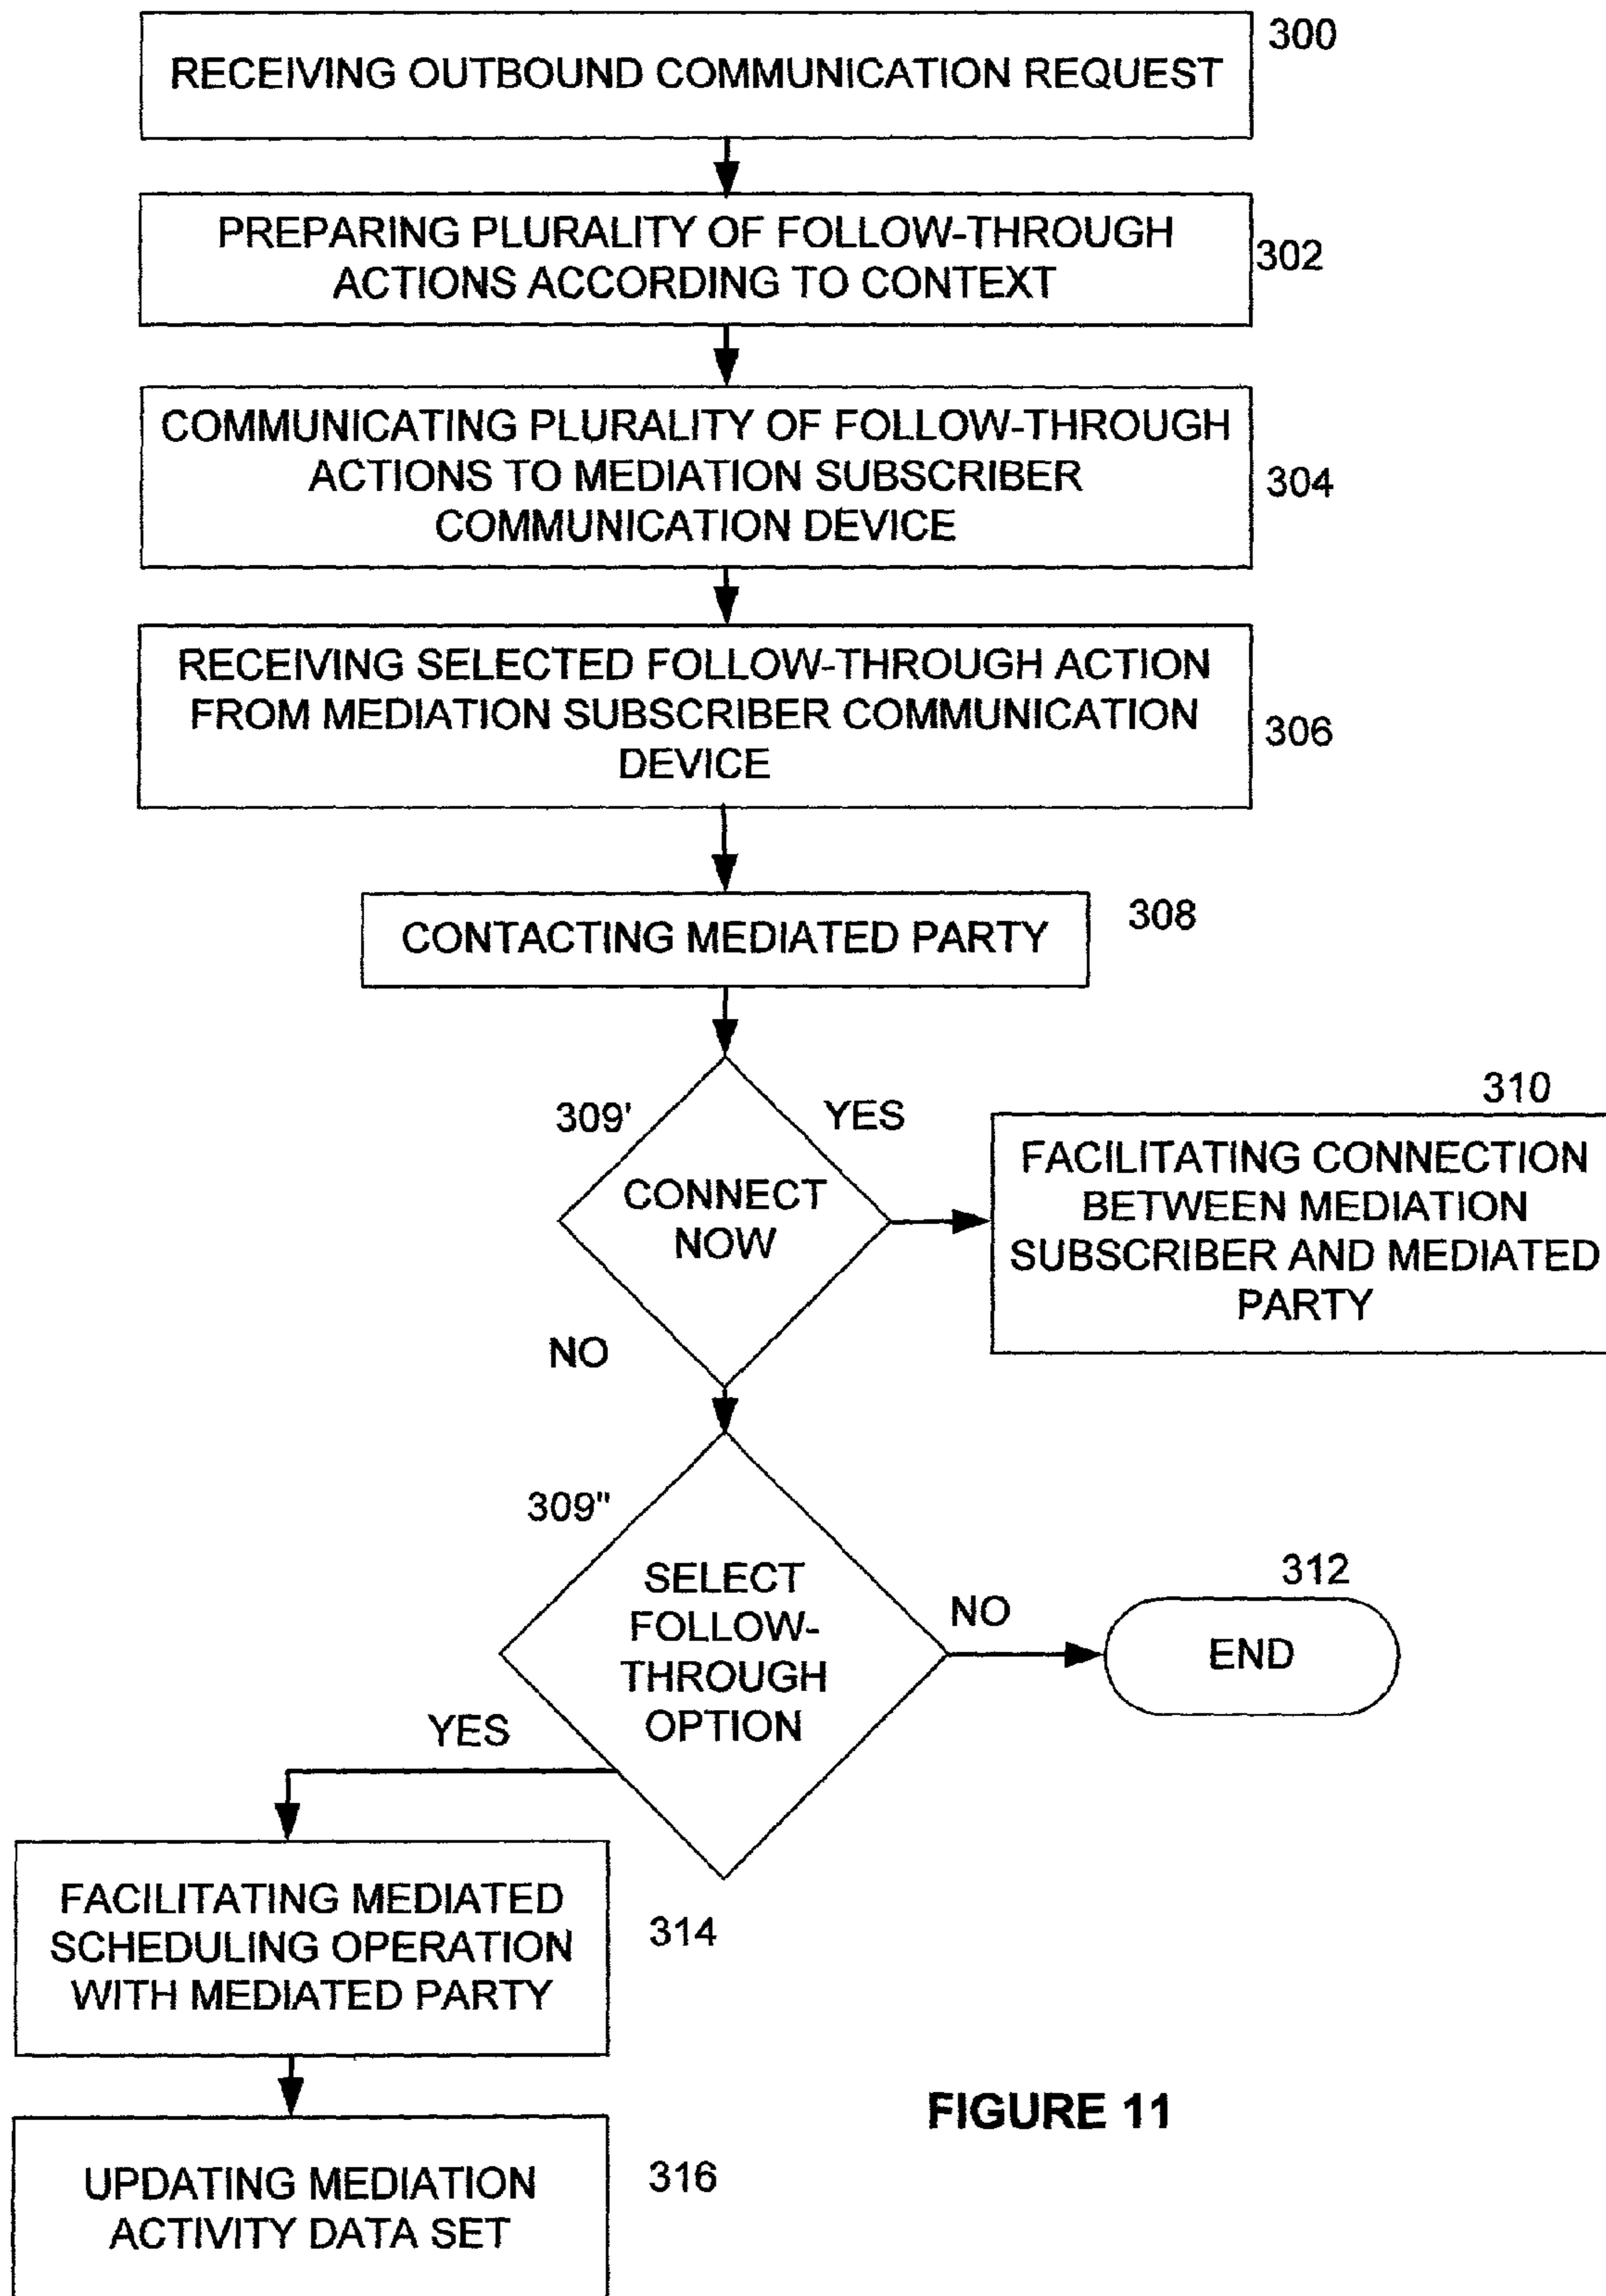 300
RECEIVING OUTBOUND COMMUNICATION REQUEST
PREPARING PLURALITY OF FOLLOW-THROUGH
ACTIONS ACCORDING TO CONTEXT
302
COMMUNICATING PLURALITY OF FOLLOW-THROUGH
ACTIONS TO MEDIATION SUBSCRIBER
COMMUNICATION DEVICE
304
RECEIVING SELECTED FOLLOW-THROUGH ACTION
FROM MEDIATION SUBSCRIBER COMMUNICATION
DEVICE
306
CONTACTING MEDIATED PARTY
308
309'
CONNECT
NOW
YES
NO
310
FACILITATING CONNECTION
BETWEEN MEDIATION
SUBSCRIBER AND MEDIATED
PARTY
309"
SELECT
FOLLOW-
THROUGH
OPTION
NO
312
END
YES
FACILITATING MEDIATED
SCHEDULING OPERATION
WITH MEDIATED PARTY
314
UPDATING MEDIATION
ACTIVITY DATA SET
316
FIGURE 11